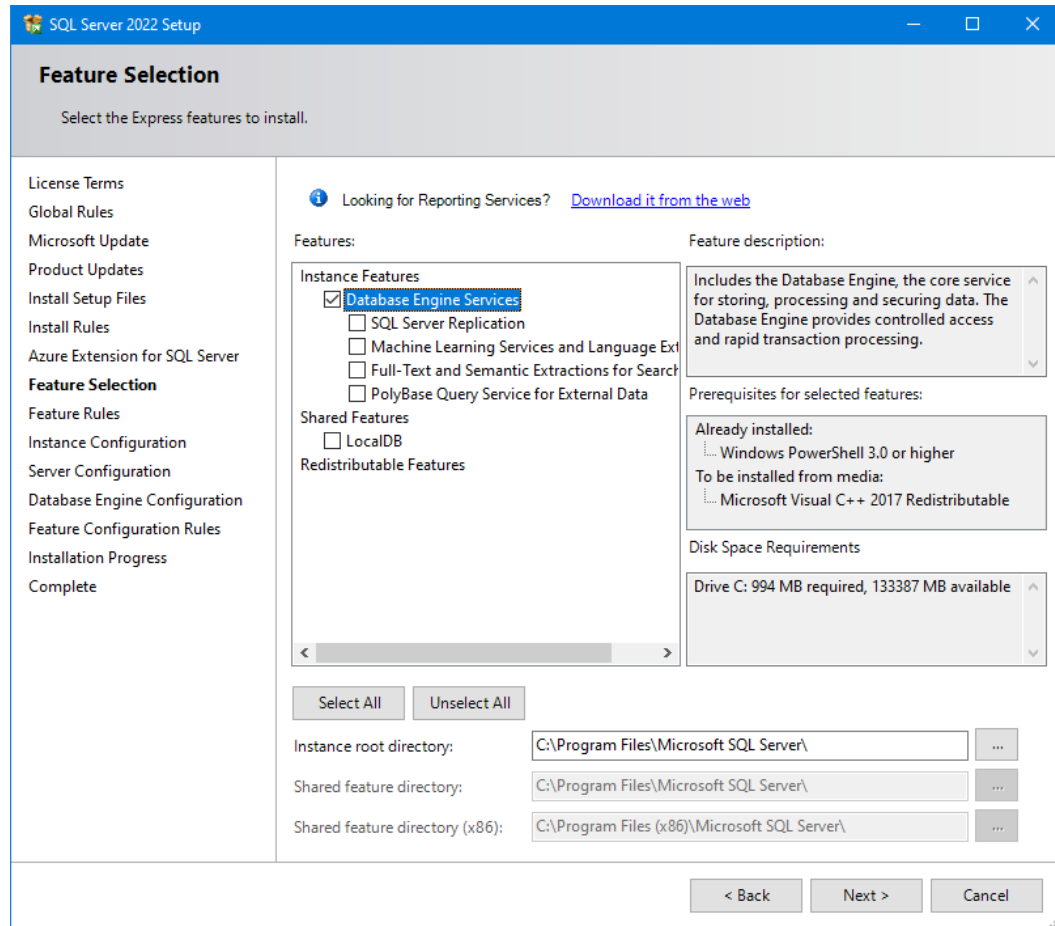 SQL Server 2022 Setup
Feature Selection
Select the Express features to install.
License Terms
Global Rules
Microsoft Update
Product Updates
Install Setup Files
Install Rules
Azure Extension for SQL Server
Feature Selection
Feature Rules
Instance Configuration
Server Configuration
Database Engine Configuration
Feature Configuration Rules
Installation Progress
Complete
Looking for Reporting Services? Download it from the web
Features:
Instance Features
Database Engine Services
SQL Server Replication
Machine Learning Services and Language Ext
Full-Text and Semantic Extractions for Search
PolyBase Query Service for External Data
Shared Features
LocalDB
Redistributable Features
Feature description:
Includes the Database Engine, the core service
for storing, processing and securing data. The
Database Engine provides controlled access
and rapid transaction processing.
Prerequisites for selected features:
Already installed:
Windows PowerShell 3.0 or higher
To be installed from media:
Microsoft Visual C++ 2017 Redistributable
Disk Space Requirements
Drive C: 994 MB required, 133387 MB available
Select All
Unselect All
Instance root directory: C:\Program Files\Microsoft SQL Server\ ...
Shared feature directory: C:\Program Files\Microsoft SQL Server\ ...
Shared feature directory (x86): C:\Program Files (x86)\Microsoft SQL Server\ ...
< Back
Next >
Cancel